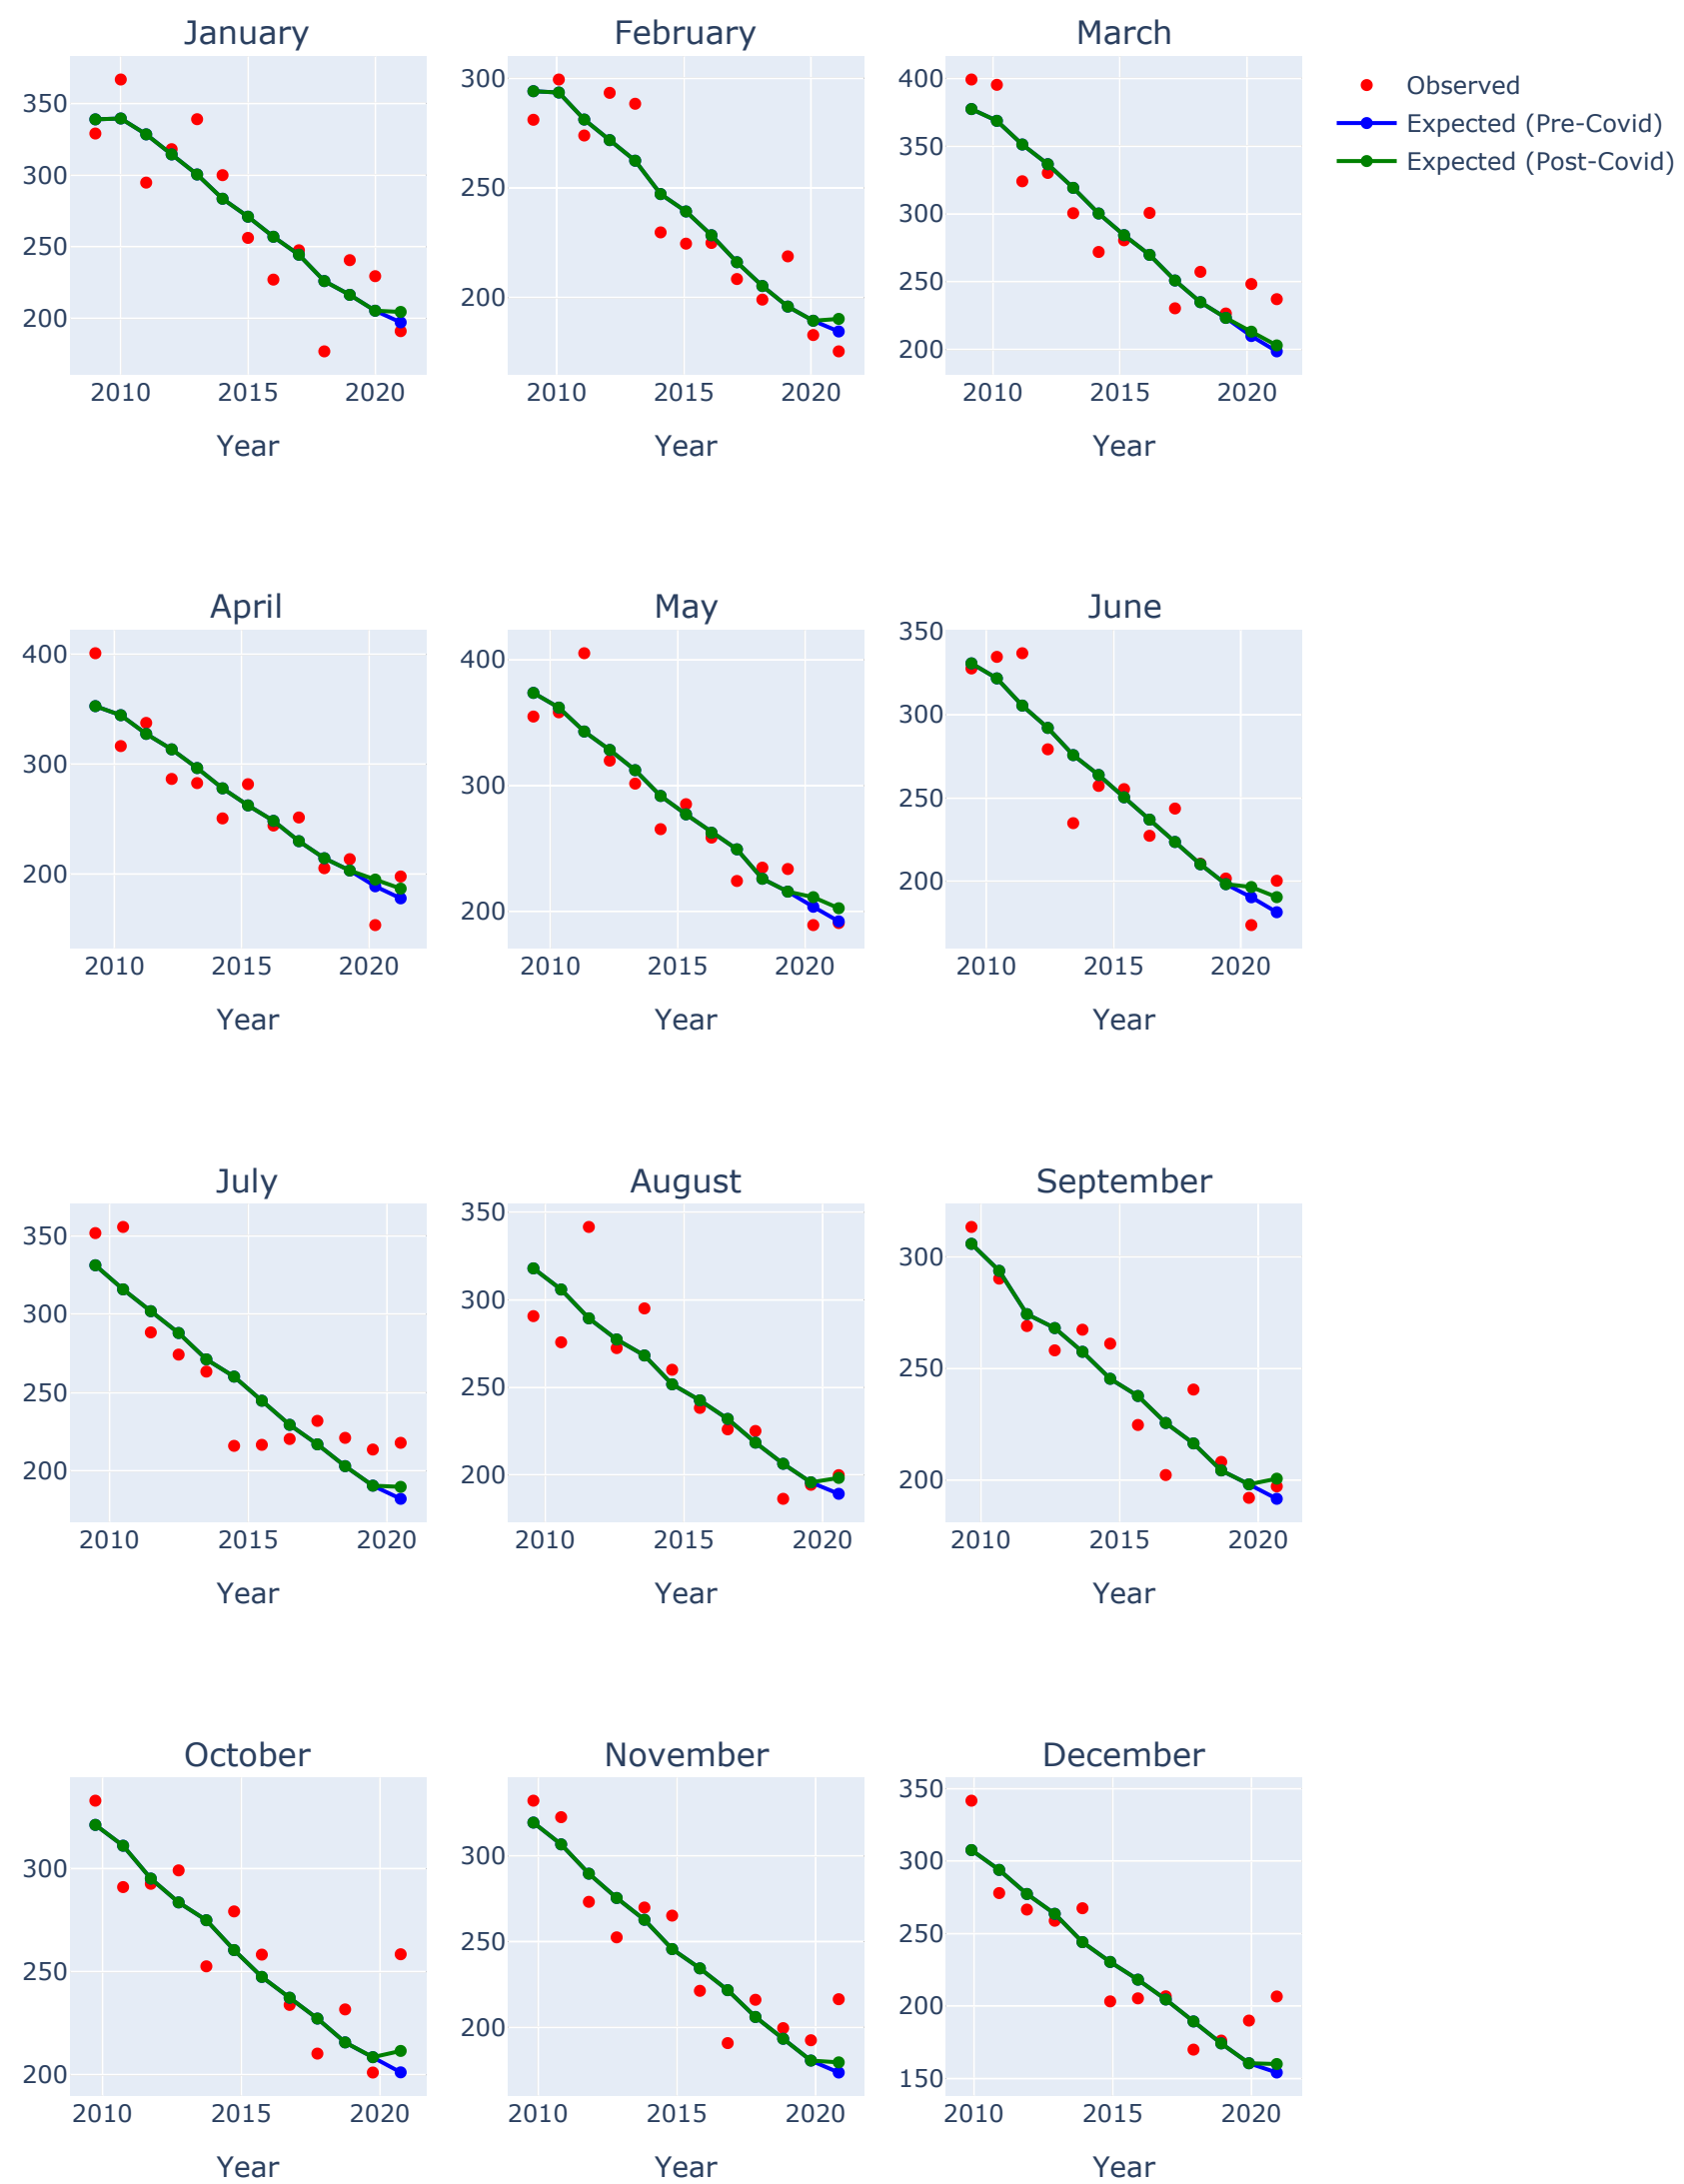 January
February
March
Observed
Expected (Pre-Covid)
Expected (Post-Covid)
350
300
250
200
2010
2015
2020
Year
300
250
200
2010
2015
2020
Year
400
350
300
250
200
2010
2015
2020
Year
April
May
June
400
300
200
2010
2015
2020
Year
400
300
200
2010
2015
2020
Year
350
300
250
200
2010
2015
2020
Year
July
August
September
350
300
250
200
2010
2015
2020
Year
350
300
250
200
2010
2015
2020
Year
300
250
200
2010
2015
2020
Year
October
November
December
300
250
200
2010
2015
2020
Year
300
250
200
2010
2015
2020
Year
350
300
250
200
150
2010
2015
2020
Year